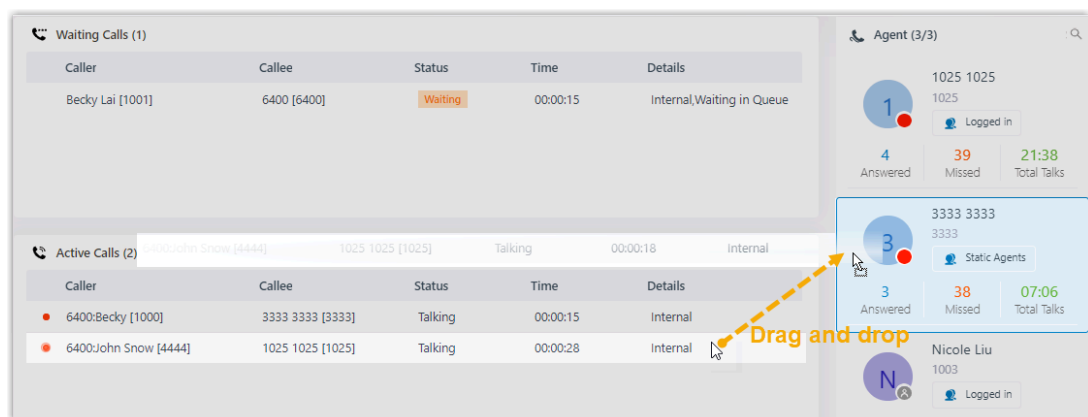 Waiting Calls (1)
Caller Callee Status Time Details
Becky Lai [1001] 6400 [6400] Waiting 00:00:15 Internal,Waiting in Queue
Active Calls (2)
6400:John Snow [4444] 1025 1025 [1025] Talking 00:00:18 Internal
Caller Callee Status Time Details
6400:Becky [1000] 3333 3333 [3333] Talking 00:00:15 Internal
6400:John Snow [4444] 1025 1025 [1025] Talking 00:00:28 Internal
Drag and drop
Agent (3/3)
1
1025 1025
1025
Logged in
4 39 21:38
Answered Missed Total Talks
3
3333 3333
3333
Static Agents
3 38 07:06
Answered Missed Total Talks
N
Nicole Liu
1003
Logged in